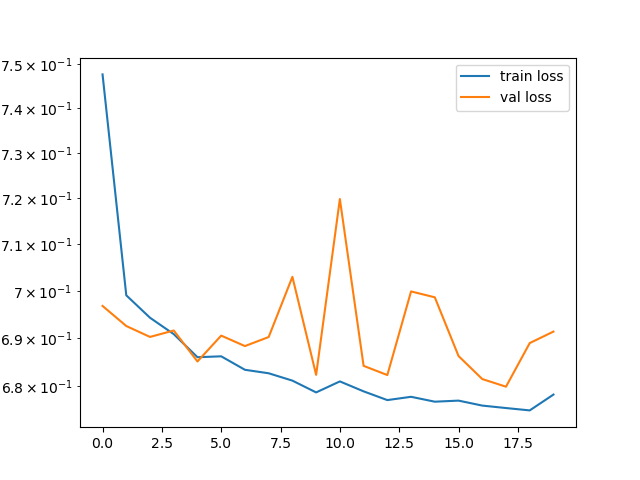 7.5 × 10⁻¹
7.4 × 10⁻¹
7.3 × 10⁻¹
7.2 × 10⁻¹
7.1 × 10⁻¹
7 × 10⁻¹
6.9 × 10⁻¹
6.8 × 10⁻¹
train loss
val loss
0.0 2.5 5.0 7.5 10.0 12.5 15.0 17.5